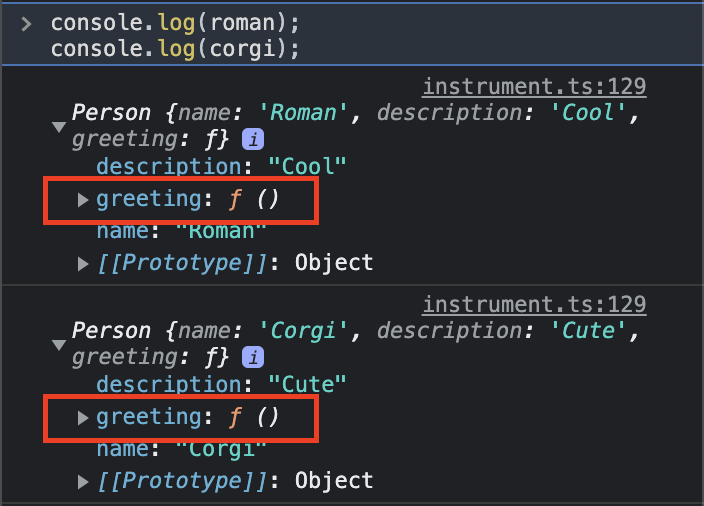 > console.log(roman);
console.log(corgi);
instrument.ts:129
▼ Person {name: 'Roman', description: 'Cool',
greeting: ƒ} i
description: "Cool"
▶ greeting: ƒ ()
name: "Roman"
▶ [[Prototype]]: Object
instrument.ts:129
▼ Person {name: 'Corgi', description: 'Cute',
greeting: ƒ} i
description: "Cute"
▶ greeting: ƒ ()
name: "Corgi"
▶ [[Prototype]]: Object